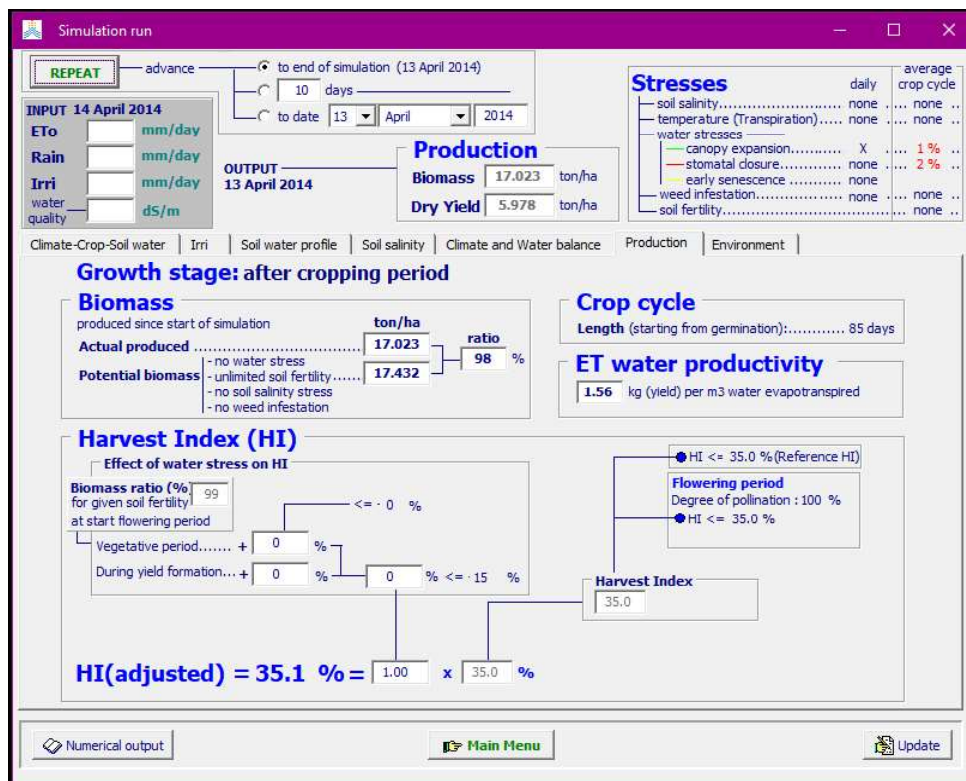 Simulation run
REPEAT advance to end of simulation (13 April 2014)
10 days
to date 13 April 2014
INPUT 14 April 2014
ETo mm/day
Rain mm/day
Irri mm/day
water quality dS/m
OUTPUT
13 April 2014
Production
Biomass 17.023 ton/ha
Dry Yield 5.978 ton/ha
Stresses daily average crop cycle
soil salinity........................ none .... none ..
temperature (Transpiration)..... none .... none ..
water stresses
canopy expansion............ X .... 1 % ..
stomatal closure.............. none .... 2 % ..
early senescence ........... none
weed infestation.................. none .... none ..
soil fertility........................................ none ..
Climate-Crop-Soil water Irri Soil water profile Soil salinity Climate and Water balance Production Environment
Growth stage: after cropping period
Biomass
produced since start of simulation ton/ha
Actual produced .................................... 17.023 ratio
98 %
Potential biomass - no water stress
- unlimited soil fertility...... 17.432
- no soil salinity stress
- no weed infestation
Crop cycle
Length (starting from germination):............ 85 days
ET water productivity
1.56 kg (yield) per m3 water evapotranspired
Harvest Index (HI)
Effect of water stress on HI
Biomass ratio (%) 99
for given soil fertility
at start flowering period
<= · 0 %
Vegetative period....... + 0 %
During yield formation... + 0 % 0 % <= · 15 %
HI <= 35.0 %(Reference HI)
Flowering period
Degree of pollination : 100 %
HI <= 35.0 %
Harvest Index
35.0
HI(adjusted) = 35.1 % = 1.00 x 35.0 %
Numerical output Main Menu Update